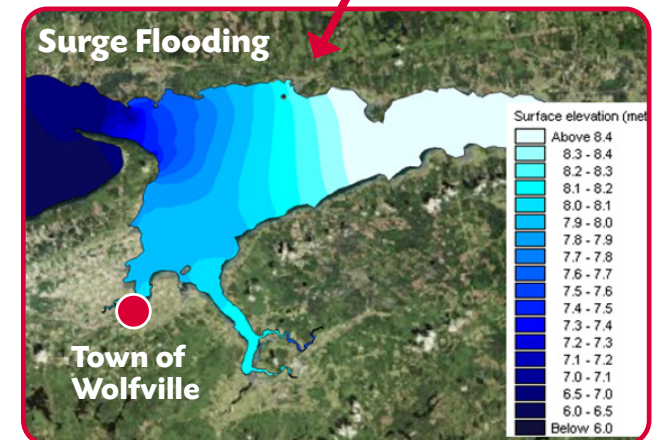 Surge Flooding
Surface elevation (met
Above 8.4
8.3 - 8.4
8.2 - 8.3
8.1 - 8.2
8.0 - 8.1
7.9 - 8.0
7.8 - 7.9
7.7 - 7.8
7.6 - 7.7
7.5 - 7.6
7.4 - 7.5
7.3 - 7.4
7.2 - 7.3
7.1 - 7.2
7.0 - 7.1
6.5 - 7.0
6.0 - 6.5
Below 6.0
Town of
Wolfville